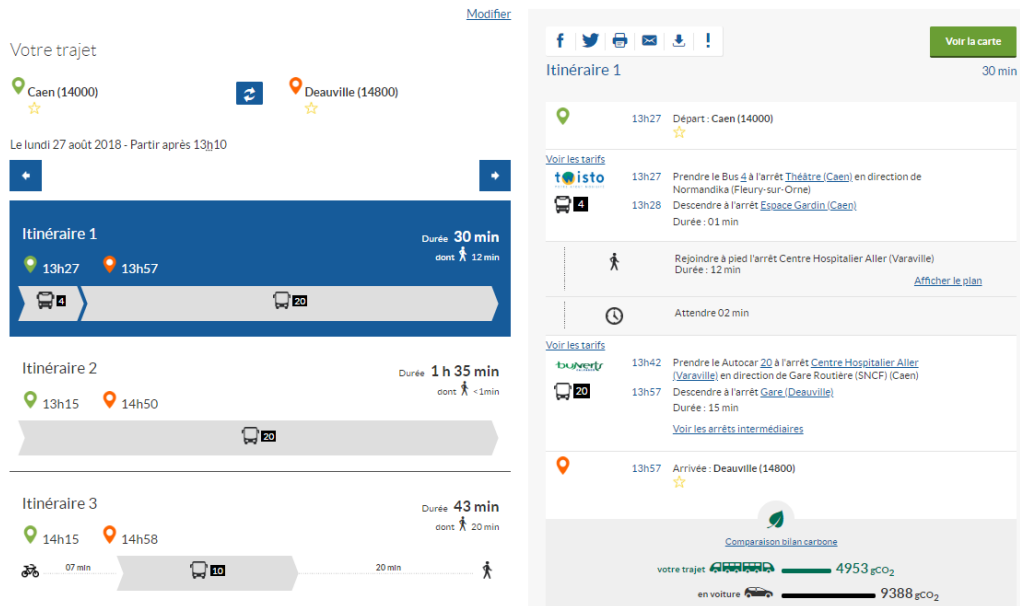 Modifier
Votre trajet
Caen (14000)
Deauville (14800)
Le lundi 27 août 2018 - Partir après 13h10
Itinéraire 1
Durée 30 min
dont 12 min
13h27
13h57
4
20
Itinéraire 2
Durée 1 h 35 min
dont <1min
13h15
14h50
20
Itinéraire 3
Durée 43 min
dont 20 min
14h15
14h58
07 min
10
20 min
Voir la carte
Itinéraire 1
30 min
13h27 Départ : Caen (14000)
Voir les tarifs
twisto
13h27 Prendre le Bus 4 à l'arrêt Théâtre (Caen) en direction de
Normandika (Fleury-sur-Orne)
4
13h28 Descendre à l'arrêt Espace Gardin (Caen)
Durée : 01 min
Rejoindre à pied l'arrêt Centre Hospitalier Aller (Varaville)
Durée : 12 min
Afficher le plan
Attendre 02 min
Voir les tarifs
bus verts
13h42 Prendre le Autocar 20 à l'arrêt Centre Hospitalier Aller
(Varaville) en direction de Gare Routière (SNCF) (Caen)
20
13h57 Descendre à l'arrêt Gare (Deauville)
Durée : 15 min
Voir les arrêts intermédiaires
13h57 Arrivée : Deauville (14800)
Comparaison bilan carbone
votre trajet 4953 gCO2
en voiture 9388 gCO2